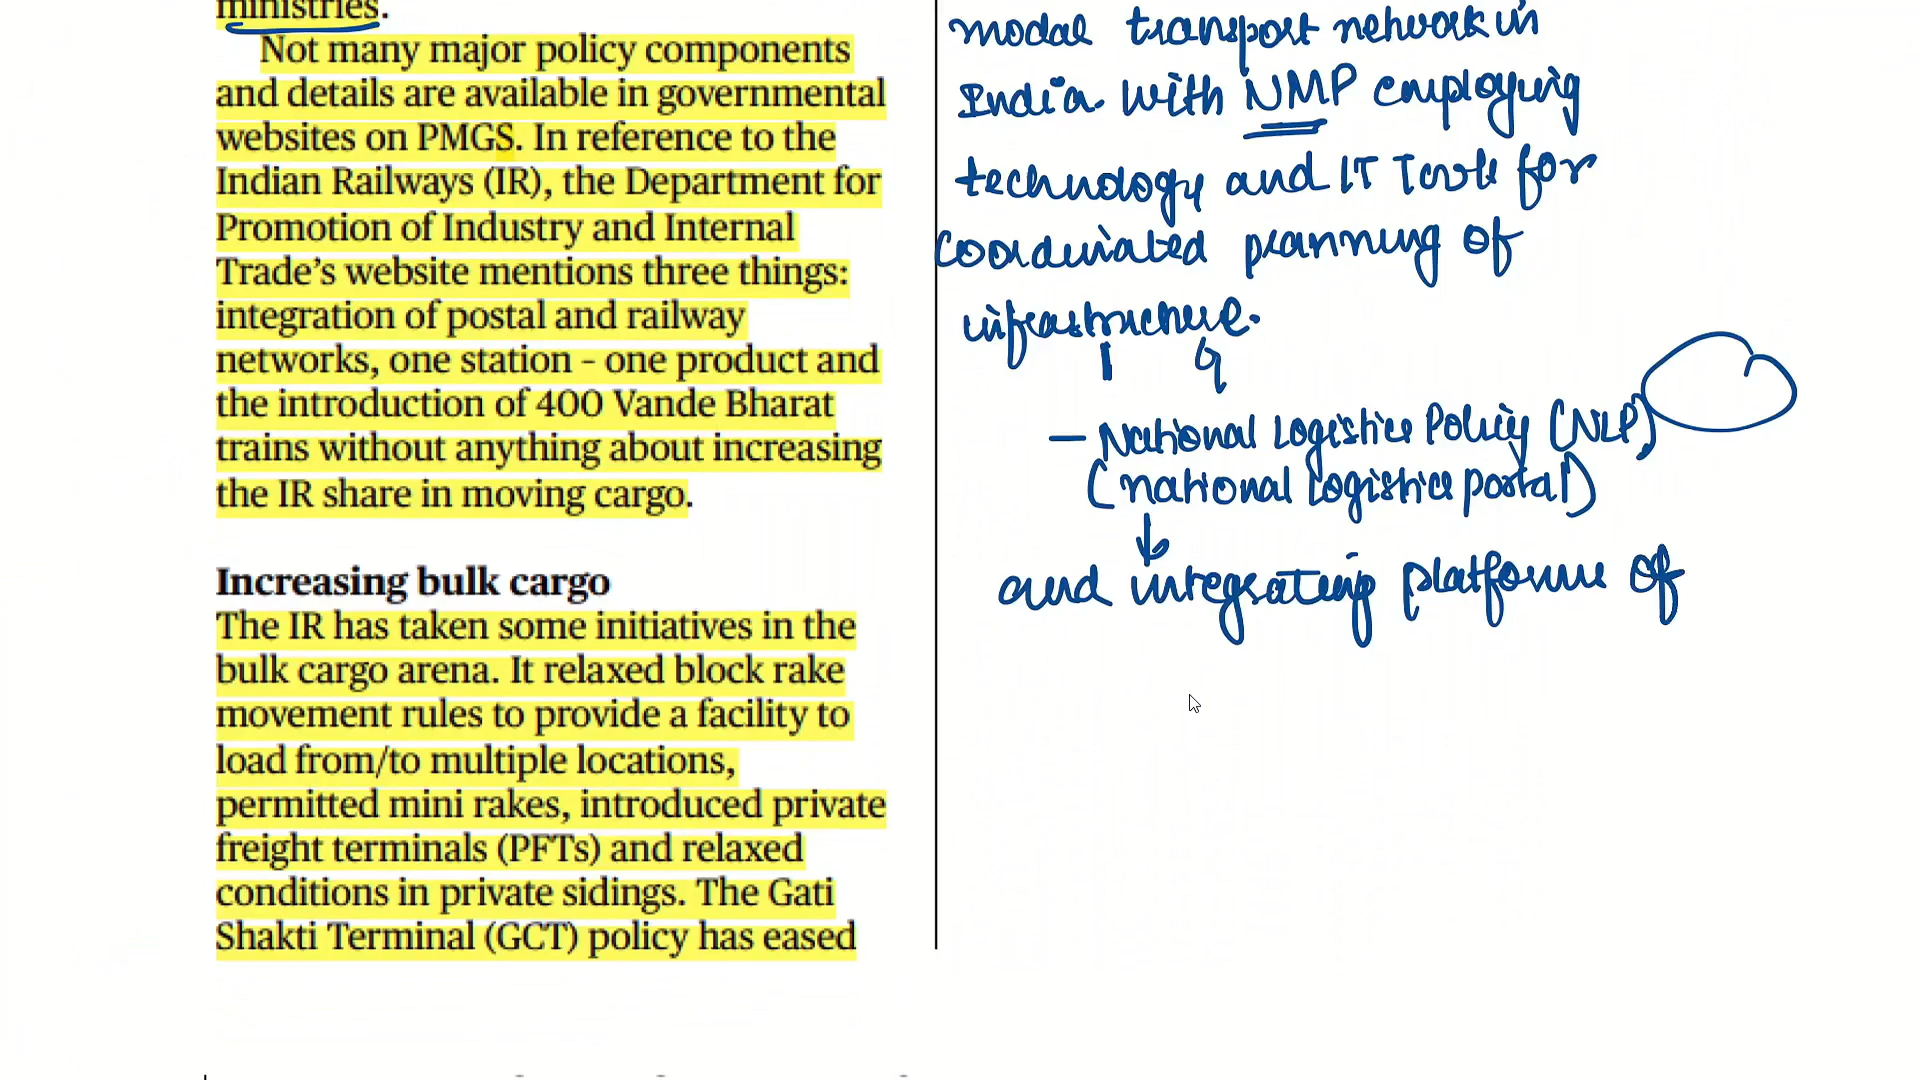 ministries.
Not many major policy components
and details are available in governmental
websites on PMGS. In reference to the
Indian Railways (IR), the Department for
Promotion of Industry and Internal
Trade’s website mentions three things:
integration of postal and railway
networks, one station – one product and
the introduction of 400 Vande Bharat
trains without anything about increasing
the IR share in moving cargo.
Increasing bulk cargo
The IR has taken some initiatives in the
bulk cargo arena. It relaxed block rake
movement rules to provide a facility to
load from/to multiple locations,
permitted mini rakes, introduced private
freight terminals (PFTs) and relaxed
conditions in private sidings. The Gati
Shakti Terminal (GCT) policy has eased
modal transport network in
India. with NMP employing
technology and IT Tools for
Coordinated planning of
infrastructure.
— National Logistics Policy (NLP)
(national logistics portal)
and integrating platforms of